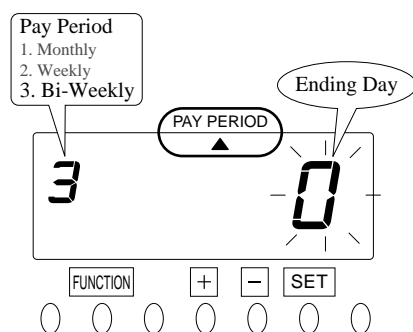 Pay Period
1. Monthly
2. Weekly
3. Bi-Weekly
Ending Day
PAY PERIOD
3 0
FUNCTION + − SET